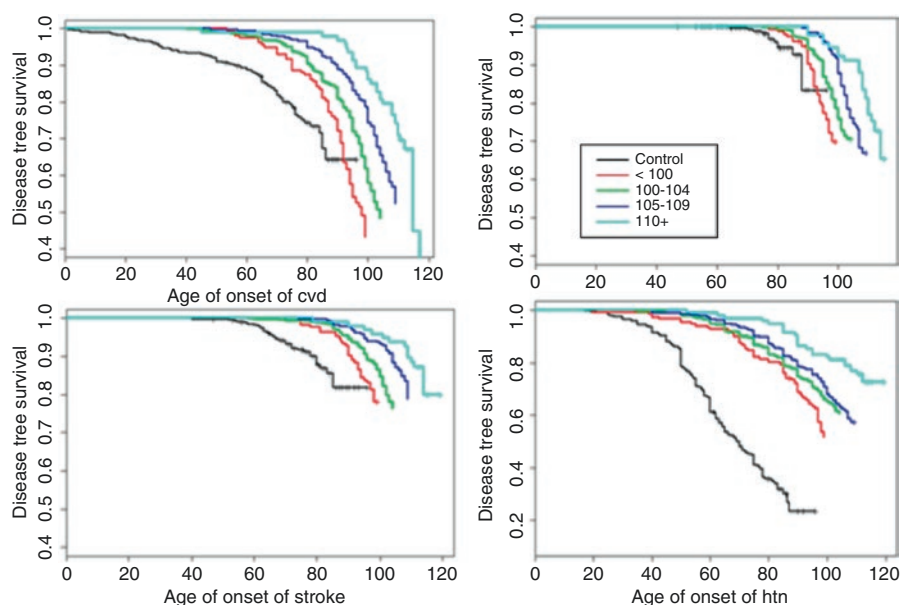 Disease tree survival
1.0
0.9
0.8
0.7
0.6
0.5
0.4
0 20 40 60 80 100 120
Age of onset of cvd
Disease tree survival
1.0
0.9
0.8
0.7
0.6
0.5
0.4
0 20 40 60 80 100
Control
< 100
100-104
105-109
110+
Disease tree survival
1.0
0.9
0.8
0.7
0.6
0.5
0.4
0 20 40 60 80 100 120
Age of onset of stroke
Disease tree survival
1.0
0.8
0.6
0.4
0.2
0 20 40 60 80 100 120
Age of onset of htn